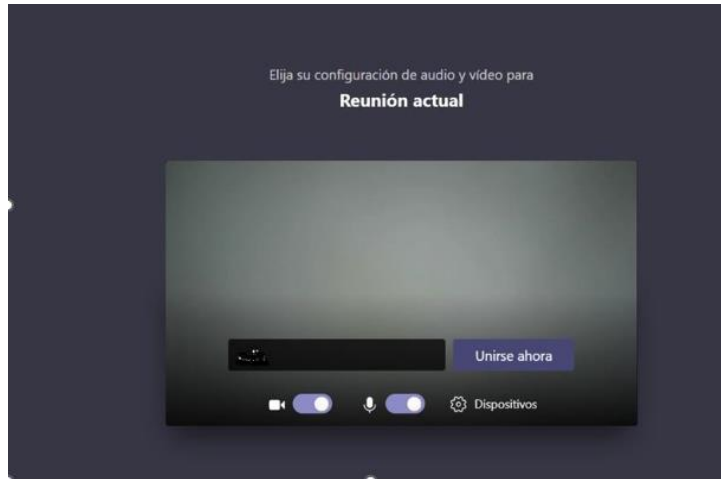 Elija su configuración de audio y vídeo para
Reunión actual
Unirse ahora
Dispositivos